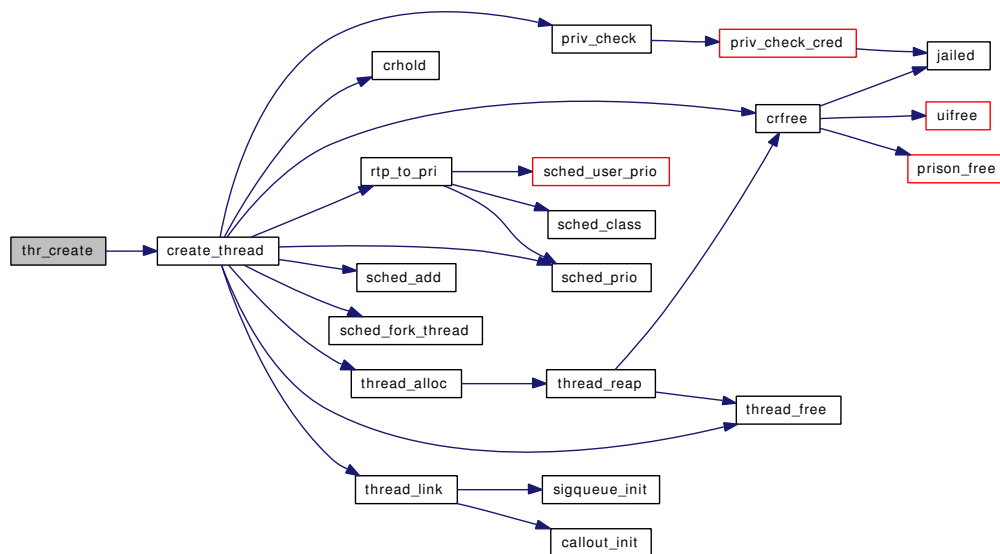 priv_check
priv_check_cred
jailed
crhold
crfree
uifree
prison_free
rtp_to_pri
sched_user_prio
sched_class
thr_create
create_thread
sched_add
sched_prio
sched_fork_thread
thread_alloc
thread_reap
thread_free
thread_link
sigqueue_init
callout_init